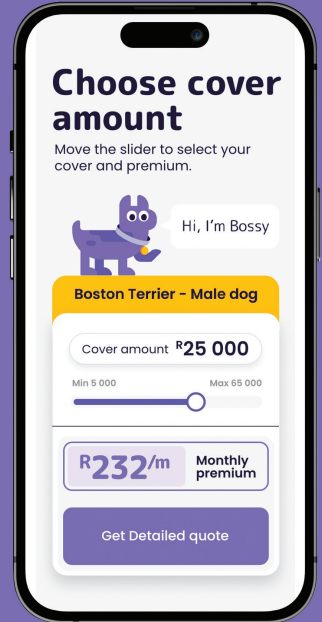 Choose cover
amount
Move the slider to select your
cover and premium.
Hi, I'm Bossy
Boston Terrier - Male dog
Cover amount R25 000
Min 5 000 Max 65 000
R232/m Monthly
premium
Get Detailed quote